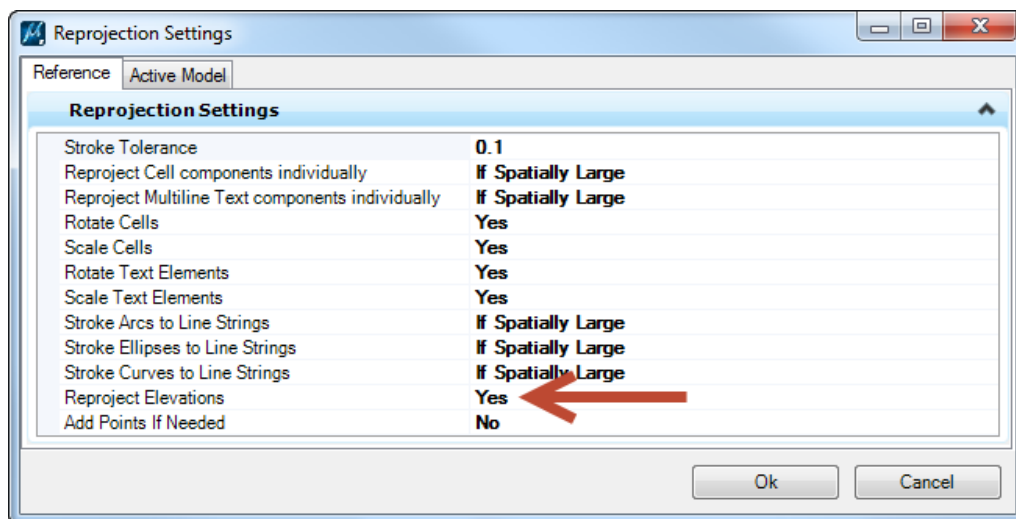 Reprojection Settings
Reference Active Model
Reprojection Settings
Stroke Tolerance 0.1
Reproject Cell components individually If Spatially Large
Reproject Multiline Text components individually If Spatially Large
Rotate Cells Yes
Scale Cells Yes
Rotate Text Elements Yes
Scale Text Elements Yes
Stroke Arcs to Line Strings If Spatially Large
Stroke Ellipses to Line Strings If Spatially Large
Stroke Curves to Line Strings If Spatially Large
Reproject Elevations Yes
Add Points If Needed No
Ok Cancel